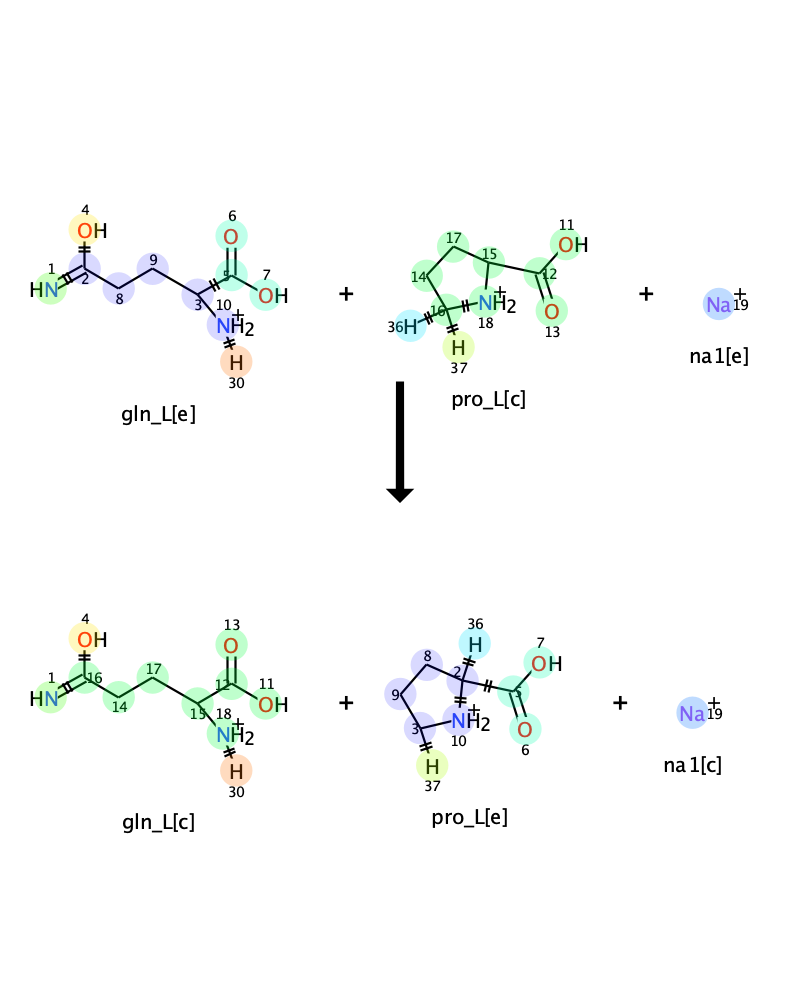 4
OH
1
HN
2
8
9
3
5
6
O
7
OH
10
NH2
+
H
30
gln_L[e]
+
17
15
14
16
11
OH
12
O
13
NH2
+
18
36H
H
37
pro_L[c]
+
Na+
19
na1[e]
4
OH
1
HN
16
14
17
15
12
13
O
11
OH
18
NH2
+
H
30
gln_L[c]
+
36
H
8
2
9
3
5
7
OH
O
6
NH2
+
10
H
37
pro_L[e]
+
Na+
19
na1[c]